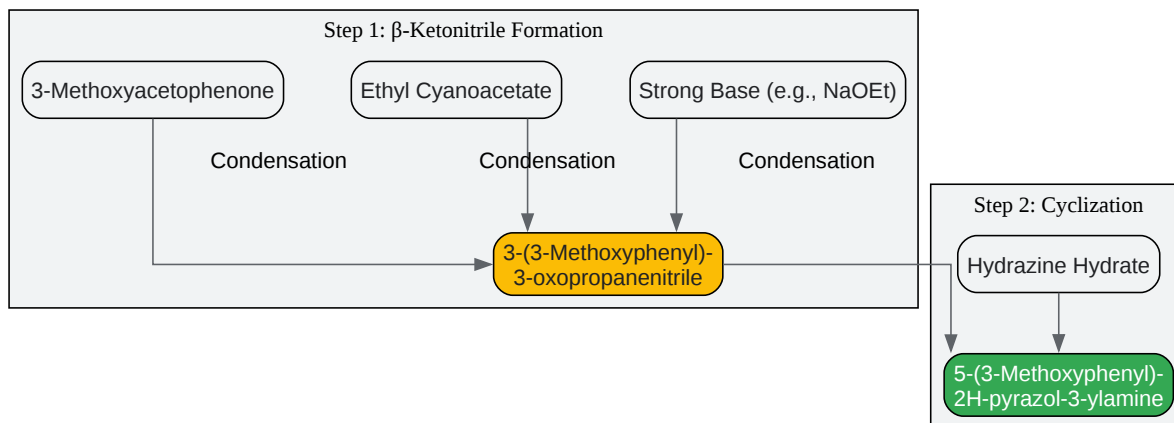 Step 1: β-Ketonitrile Formation
3-Methoxyacetophenone
Ethyl Cyanoacetate
Strong Base (e.g., NaOEt)
Condensation
Condensation
Condensation
3-(3-Methoxyphenyl)-
3-oxopropanenitrile
Step 2: Cyclization
Hydrazine Hydrate
5-(3-Methoxyphenyl)-
2H-pyrazol-3-ylamine